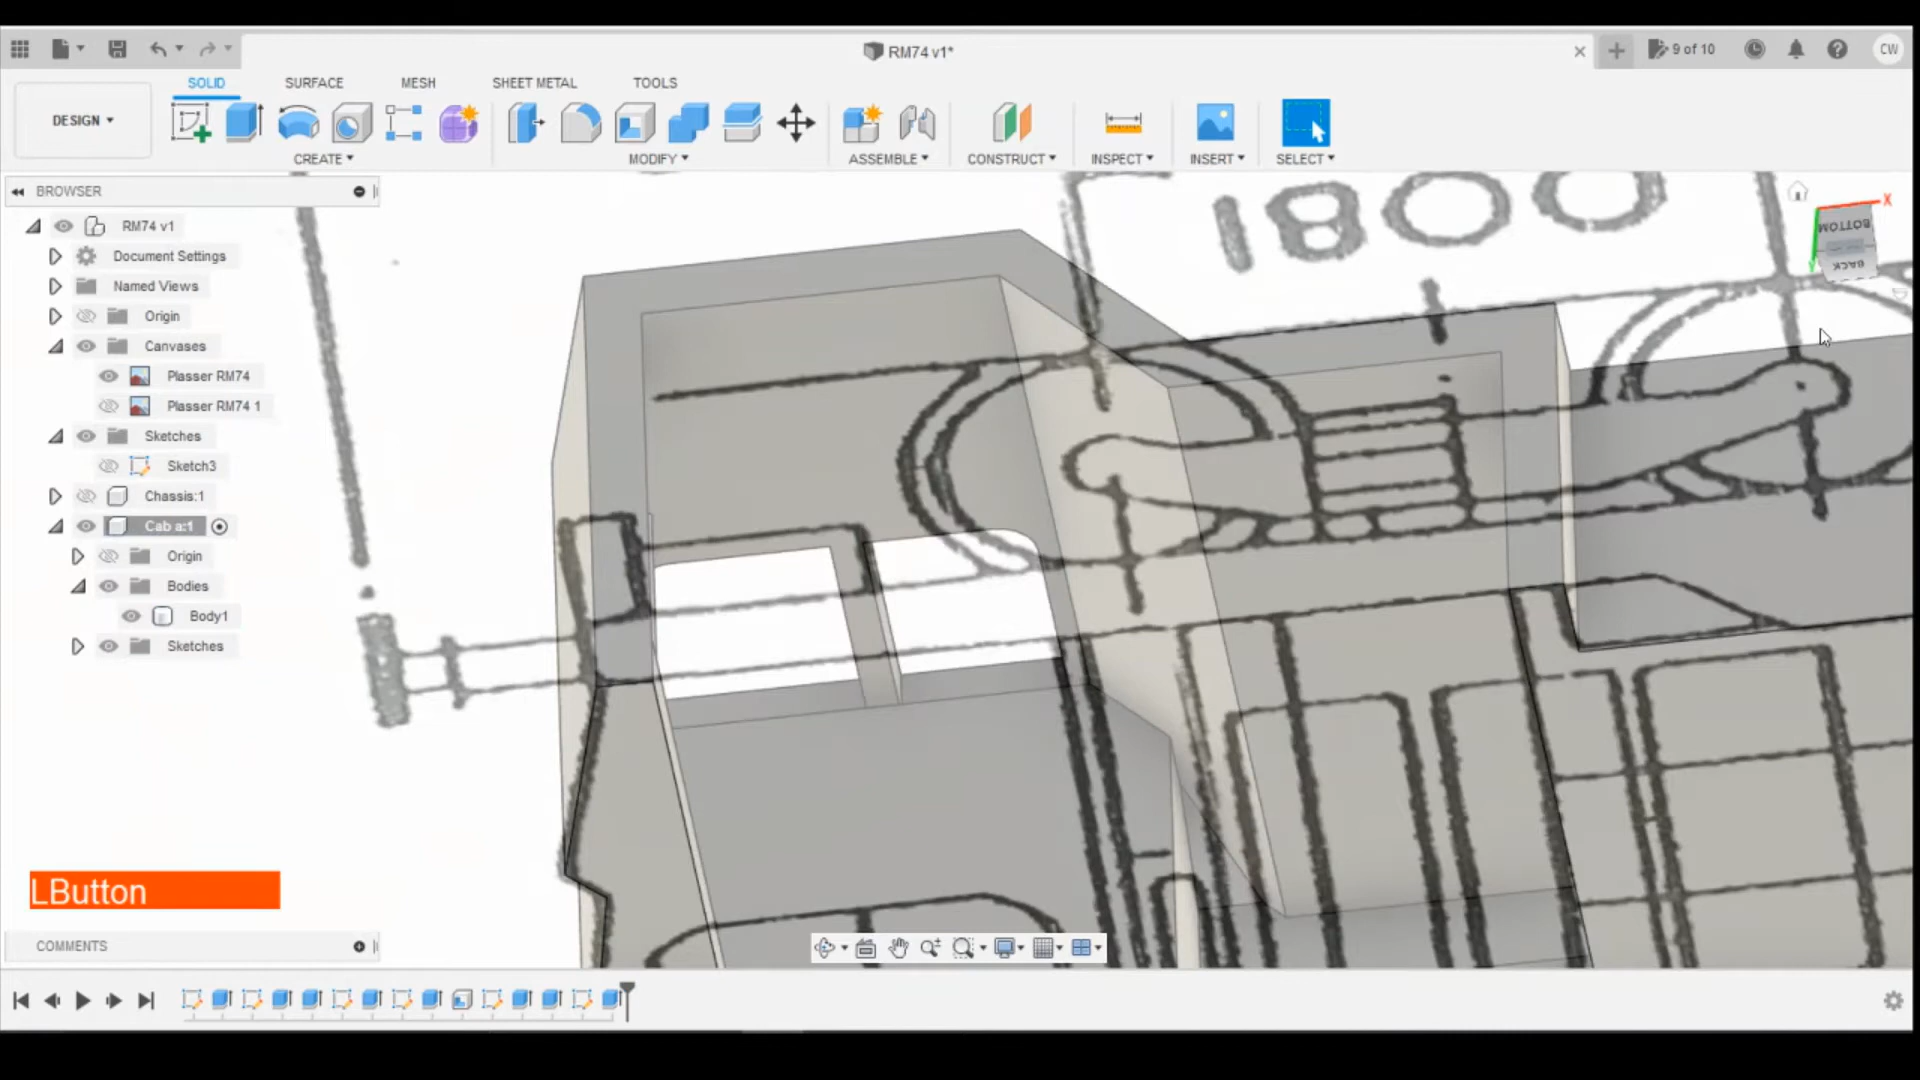 RM74 v1*
9 of 10
CW
SOLID
SURFACE
MESH
SHEET METAL
TOOLS
DESIGN
CREATE
MODIFY
ASSEMBLE
CONSTRUCT
INSPECT
INSERT
SELECT
BROWSER
RM74 v1
Document Settings
Named Views
Origin
Canvases
Plasser RM74
Plasser RM74 1
Sketches
Sketch3
Chassis:1
Cab a:1
Origin
Bodies
Body1
Sketches
1800
X
BOTTOM
BACK
Y
LButton
COMMENTS